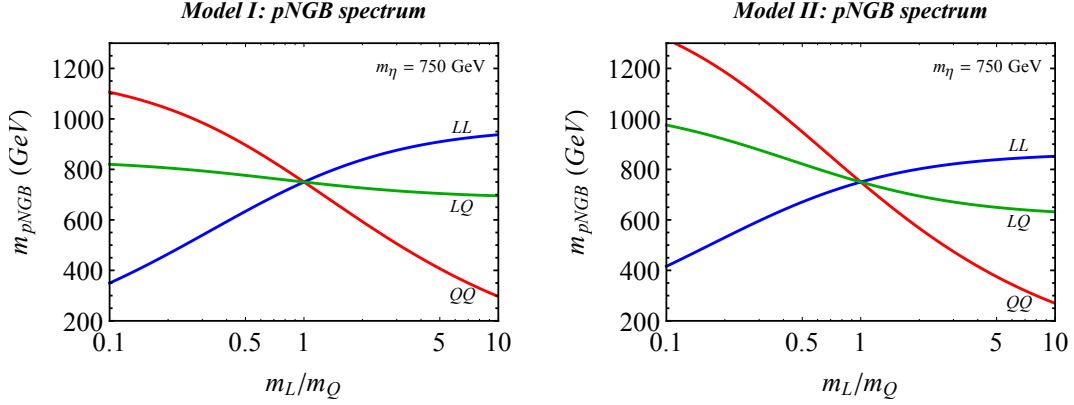 Model I: pNGB spectrum
m_η = 750 GeV
1200
1000
800
600
400
200
m_pNGB (GeV)
LL
LQ
QQ
0.1
0.5
1
5
10
m_L/m_Q
Model II: pNGB spectrum
m_η = 750 GeV
1200
1000
800
600
400
200
m_pNGB (GeV)
LL
LQ
QQ
0.1
0.5
1
5
10
m_L/m_Q